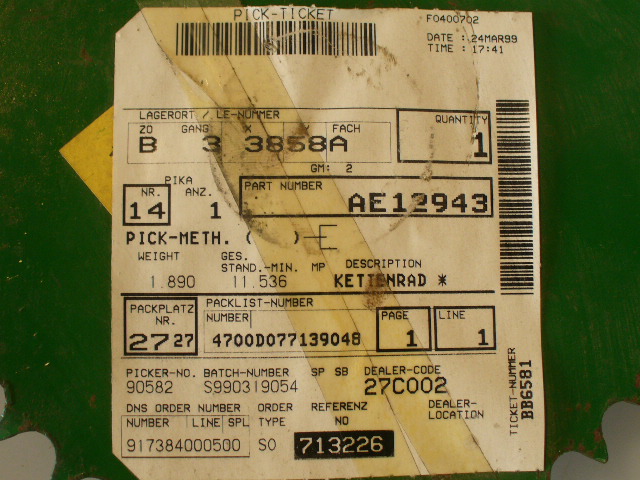 PICK-TICKET
F0400702
DATE : 24MAR99
TIME : 17:41
LAGERORT / LE-NUMMER
ZO GANG X FACH
B 3 3858A
QUANTITY
1
GM: 2
PIKA
NR. ANZ.
14 1
PART NUMBER
AE12943
PICK-METH. ( )-E
WEIGHT GES. STAND.-MIN. MP DESCRIPTION
1.890 11.536 KETTENRAD *
PACKPLATZ NR.
27 27
PACKLIST-NUMBER
NUMBER
4700D077139048
PAGE
1
LINE
1
PICKER-NO. BATCH-NUMBER SP SB DEALER-CODE
90582 S990319054 27C002
DNS ORDER NUMBER ORDER REFERENZ DEALER-
NUMBER LINE SPL TYPE NO LOCATION
917384000500 SO 713226
TICKET-NUMMER
BB6581